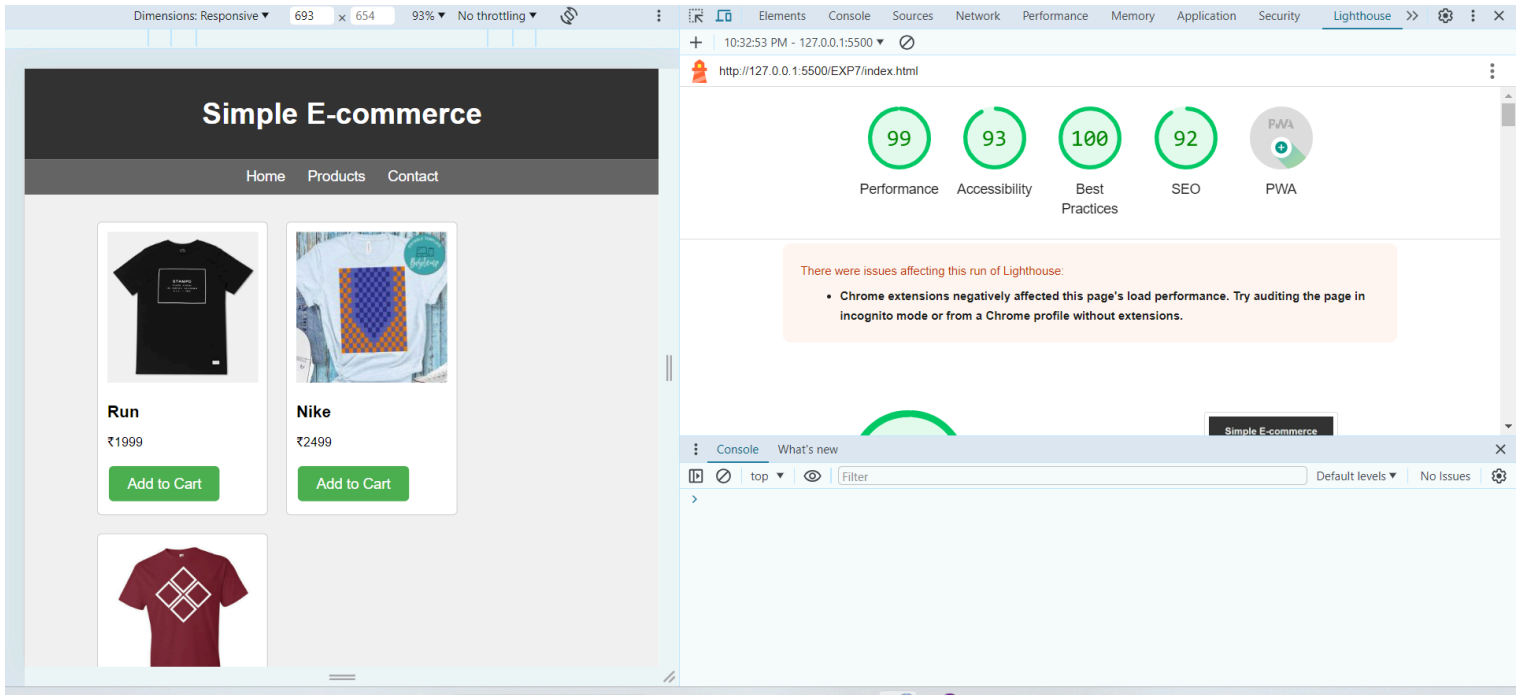 Dimensions: Responsive ▼ 693 x 654 93% ▼ No throttling ▼
Elements Console Sources Network Performance Memory Application Security Lighthouse
10:32:53 PM - 127.0.0.1:5500 ▼
http://127.0.0.1:5500/EXP7/index.html
Simple E-commerce
Home Products Contact
STAMPD
Run
₹1999
Add to Cart
Nike
₹2499
Add to Cart
99
Performance
93
Accessibility
100
Best
Practices
92
SEO
PWA
PWA
There were issues affecting this run of Lighthouse:
• Chrome extensions negatively affected this page's load performance. Try auditing the page in
incognito mode or from a Chrome profile without extensions.
Simple E-commerce
Console What's new
top ▼ Filter Default levels ▼ No Issues